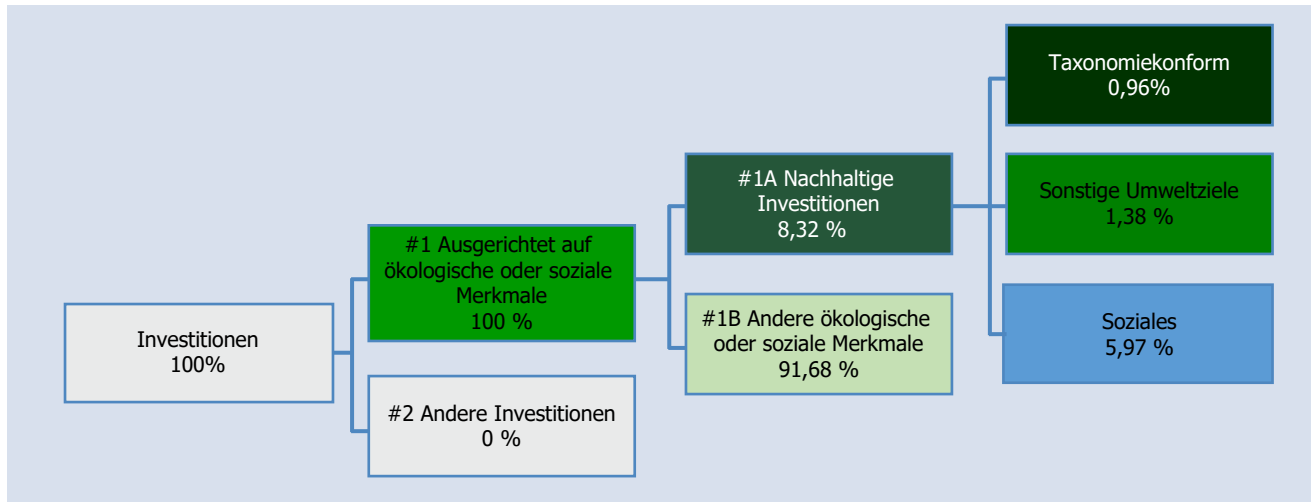 Investitionen
100%
#1 Ausgerichtet auf
ökologische oder soziale
Merkmale
100 %
#2 Andere Investitionen
0 %
#1A Nachhaltige
Investitionen
8,32 %
#1B Andere ökologische
oder soziale Merkmale
91,68 %
Taxonomiekonform
0,96%
Sonstige Umweltziele
1,38 %
Soziales
5,97 %